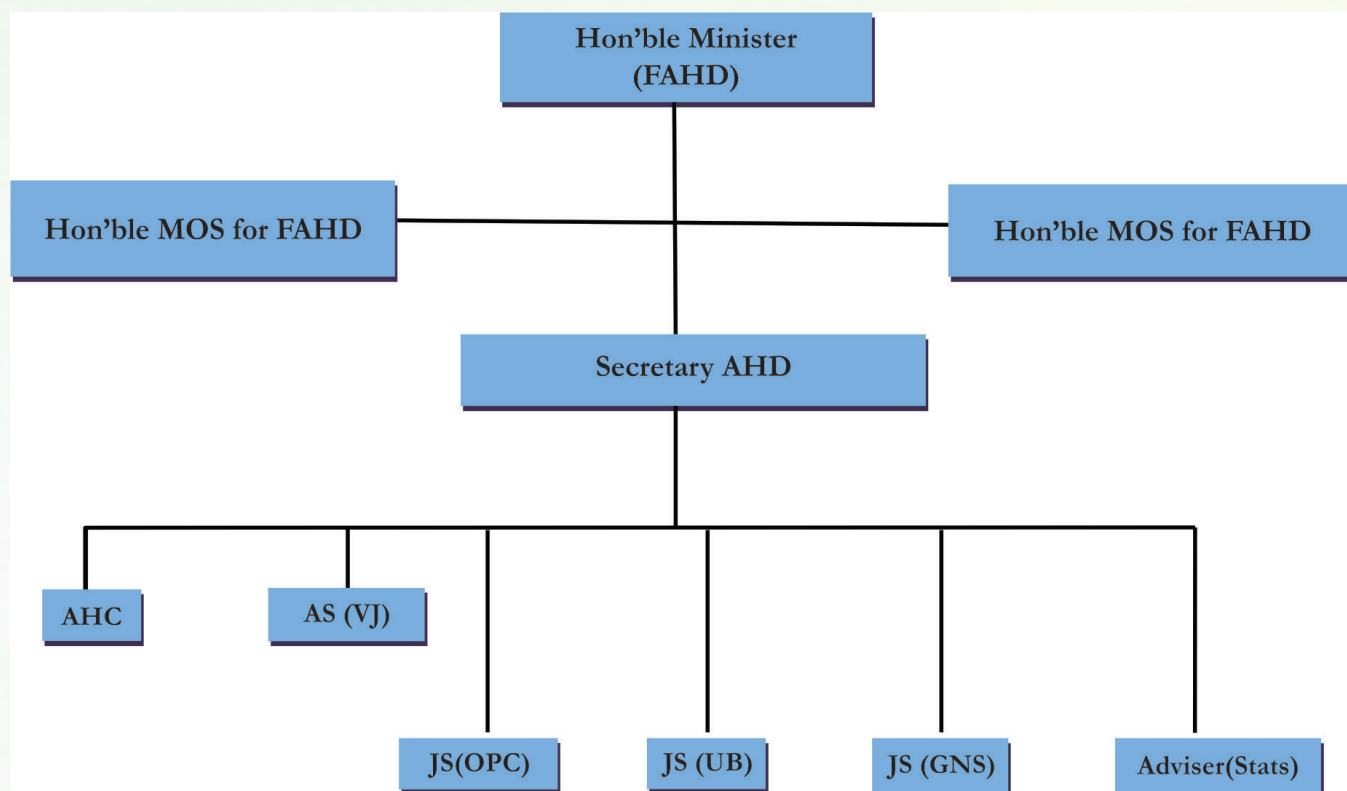 Hon’ble Minister
(FAHD)
Hon’ble MOS for FAHD
Hon’ble MOS for FAHD
Secretary AHD
AHC
AS (VJ)
JS(OPC)
JS (UB)
JS (GNS)
Adviser(Stats)